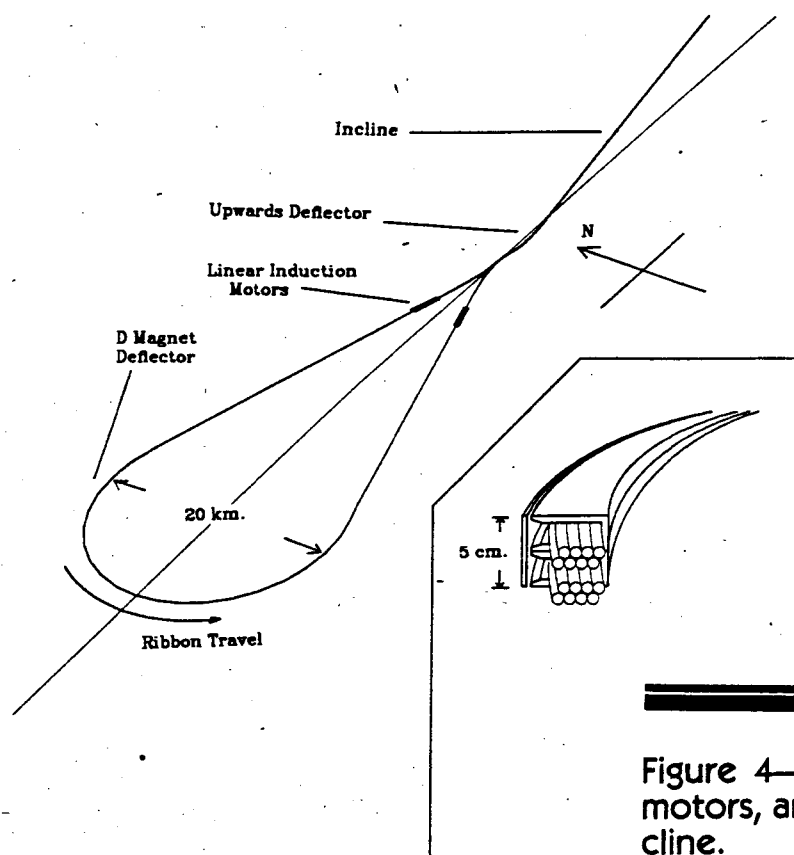 Incline
Upwards Deflector
N
Linear Induction
Motors
D Magnet
Deflector
20 km.
5 cm.
Ribbon Travel
Figure 4—
motors,
cline.